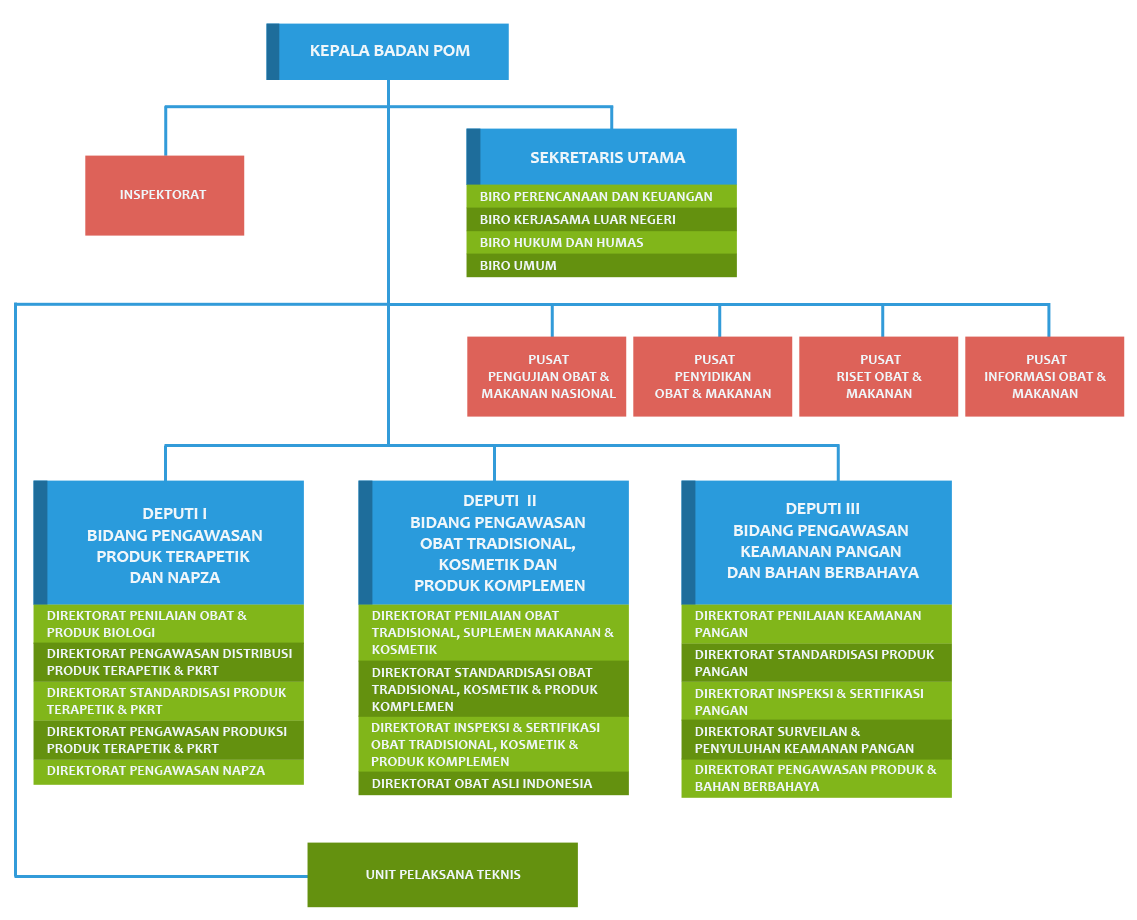 KEPALA BADAN POM
INSPEKTORAT
SEKRETARIS UTAMA
BIRO PERENCANAAN DAN KEUANGAN
BIRO KERJASAMA LUAR NEGERI
BIRO HUKUM DAN HUMAS
BIRO UMUM
PUSAT
PENGUJIAN OBAT &
MAKANAN NASIONAL
PUSAT
PENYIDIKAN
OBAT & MAKANAN
PUSAT
RISET OBAT &
MAKANAN
PUSAT
INFORMASI OBAT &
MAKANAN
DEPUTI I
BIDANG PENGAWASAN
PRODUK TERAPETIK
DAN NAPZA
DIREKTORAT PENILAIAN OBAT &
PRODUK BIOLOGI
DIREKTORAT PENGAWASAN DISTRIBUSI
PRODUK TERAPETIK & PKRT
DIREKTORAT STANDARDISASI PRODUK
TERAPETIK & PKRT
DIREKTORAT PENGAWASAN PRODUKSI
PRODUK TERAPETIK & PKRT
DIREKTORAT PENGAWASAN NAPZA
DEPUTI II
BIDANG PENGAWASAN
OBAT TRADISIONAL,
KOSMETIK DAN
PRODUK KOMPLEMEN
DIREKTORAT PENILAIAN OBAT
TRADISIONAL, SUPLEMEN MAKANAN &
KOSMETIK
DIREKTORAT STANDARDISASI OBAT
TRADISIONAL, KOSMETIK & PRODUK
KOMPLEMEN
DIREKTORAT INSPEKSI & SERTIFIKASI
OBAT TRADISIONAL, KOSMETIK &
PRODUK KOMPLEMEN
DIREKTORAT OBAT ASLI INDONESIA
DEPUTI III
BIDANG PENGAWASAN
KEAMANAN PANGAN
DAN BAHAN BERBAHAYA
DIREKTORAT PENILAIAN KEAMANAN
PANGAN
DIREKTORAT STANDARDISASI PRODUK
PANGAN
DIREKTORAT INSPEKSI & SERTIFIKASI
PANGAN
DIREKTORAT SURVEILAN &
PENYULUHAN KEAMANAN PANGAN
DIREKTORAT PENGAWASAN PRODUK &
BAHAN BERBAHAYA
UNIT PELAKSANA TEKNIS